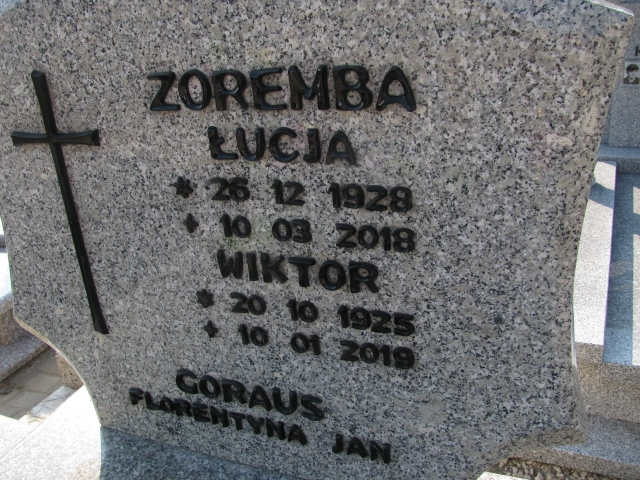 ZOREMBA
ŁUCJA
* 26 12 1928
+ 10 03 2018
WIKTOR
* 20 10 1925
+ 10 01 2019
GORAUS
FLORENTYNA JAN